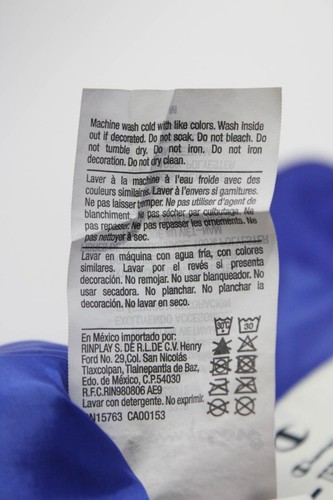 Machine wash cold with like colors. Wash inside
out if decorated. Do not soak. Do not bleach. Do
not tumble dry. Do not iron. Do not iron
decoration. Do not dry clean.
Laver à la machine à l'eau froide avec des
couleurs similaires. Laver à l'envers si garnitures.
Ne pas laisser tremper. Ne pas utiliser d'agent de
blanchiment. Ne pas sécher par culbutage. Ne
pas repasser. Ne pas repasser les ornements. Ne
pas nettoyer à sec.
Lavar en máquina con agua fría, con colores
similares. Lavar por el revés si presenta
decoración. No remojar. No usar blanqueador. No
usar secadora. No planchar. No planchar la
decoración. No lavar en seco.
En México importado por:
RINPLAY S. DE R.L.DE C.V. Henry
Ford No. 29,Col. San Nicolás
Tlaxcolpan, Tlalnepantla de Baz,
Edo. de México, C.P.54030
R.F.C.RIN980806 AE9
Lavar con detergente. No exprimir.
N15763 CA00153
30